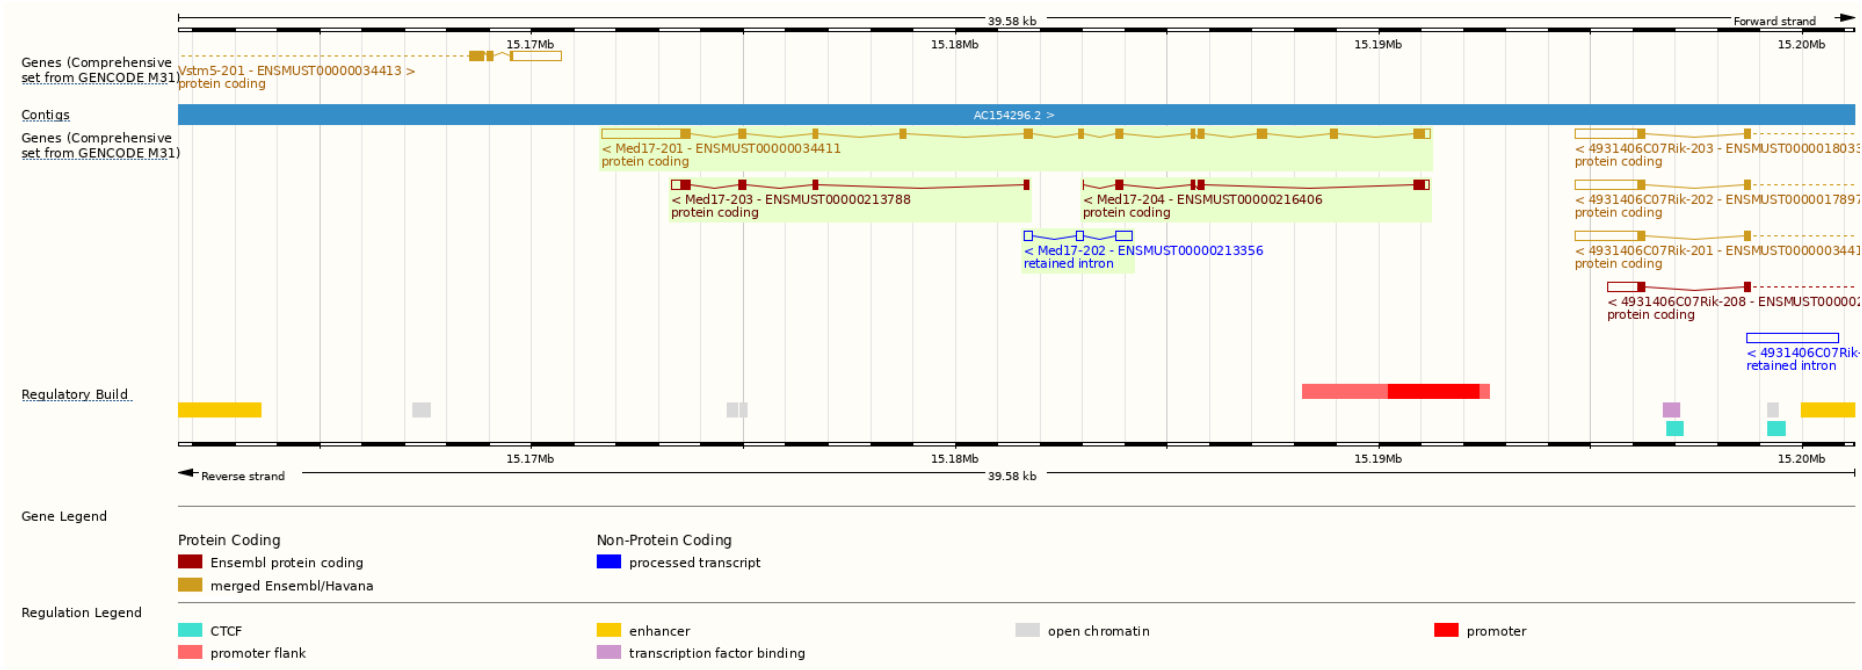 39.58 kb
Forward strand
15.17Mb 15.18Mb 15.19Mb 15.20Mb
Genes (Comprehensive
set from GENCODE M31)
Vstm5-201 - ENSMUST00000034413 >
protein coding
Contigs
AC154296.2 >
Genes (Comprehensive
set from GENCODE M31)
< Med17-201 - ENSMUST00000034411
protein coding
< 4931406C07Rik-203 - ENSMUST0000018033
protein coding
< Med17-203 - ENSMUST00000213788
protein coding
< Med17-204 - ENSMUST00000216406
protein coding
< 4931406C07Rik-202 - ENSMUST0000017897
protein coding
< Med17-202 - ENSMUST00000213356
retained intron
< 4931406C07Rik-201 - ENSMUST0000003441
protein coding
< 4931406C07Rik-208 - ENSMUST000002
protein coding
< 4931406C07Rik-
retained intron
Regulatory Build
15.17Mb 15.18Mb 15.19Mb 15.20Mb
Reverse strand
39.58 kb
Gene Legend
Protein Coding
Non-Protein Coding
Ensembl protein coding
processed transcript
merged Ensembl/Havana
Regulation Legend
CTCF
enhancer
open chromatin
promoter
promoter flank
transcription factor binding